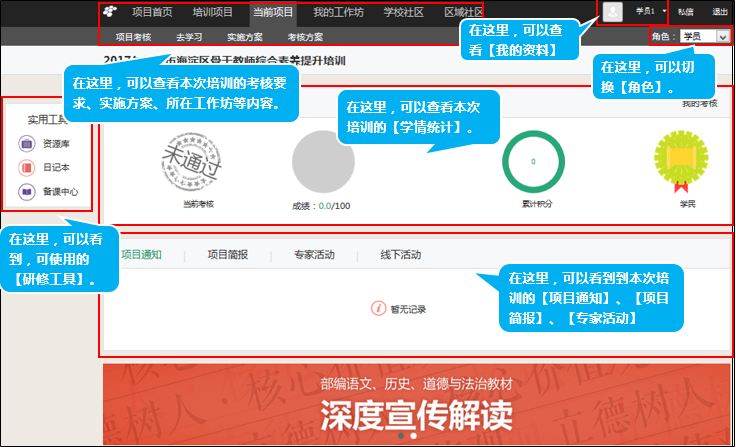 项目首页 培训项目 当前项目 我的工作坊 学校社区 区域社区 学员1 私信 退出
项目考核 去学习 实施方案 考核方案 角色： 学员
在这里，可以查
看【我的资料】
在这里，可以切
换【角色】。
海淀区骨干教师综合素养提升培训
在这里，可以查看本次培训的考核要
求、实施方案、所在工作坊等内容。
我的考核
在这里，可以查看本次
培训的【学情统计】。
实用工具
资源库
日记本
备课中心
未通过
0
当前考核
成绩：0.0/100
累计积分
学民
在这里，可以看
到，可使用的
【研修工具】。
项目通知 项目简报 专家活动 线下活动
在这里，可以看到到本次培
训的【项目通知】、【项目
简报】、【专家活动】
暂无记录
部编语文、历史、道德与法治教材
深度宣传解读